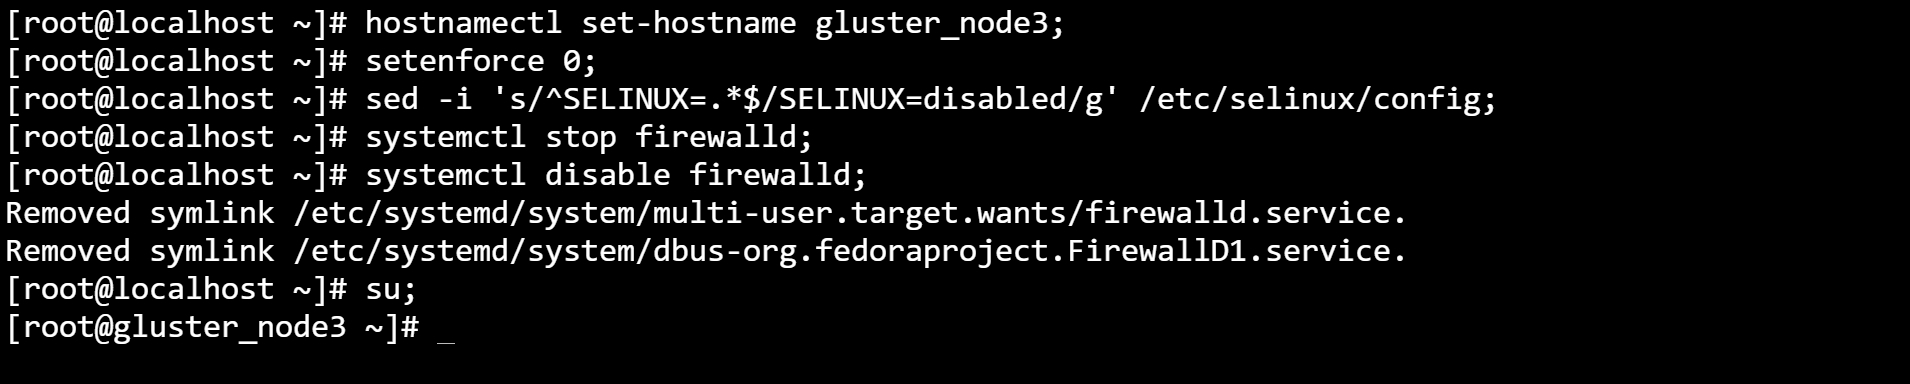 [root@localhost ~]# hostnamectl set-hostname gluster_node3;
[root@localhost ~]# setenforce 0;
[root@localhost ~]# sed -i 's/^SELINUX=.*$/SELINUX=disabled/g' /etc/selinux/config;
[root@localhost ~]# systemctl stop firewalld;
[root@localhost ~]# systemctl disable firewalld;
Removed symlink /etc/systemd/system/multi-user.target.wants/firewalld.service.
Removed symlink /etc/systemd/system/dbus-org.fedoraproject.FirewallD1.service.
[root@localhost ~]# su;
[root@gluster_node3 ~]# _